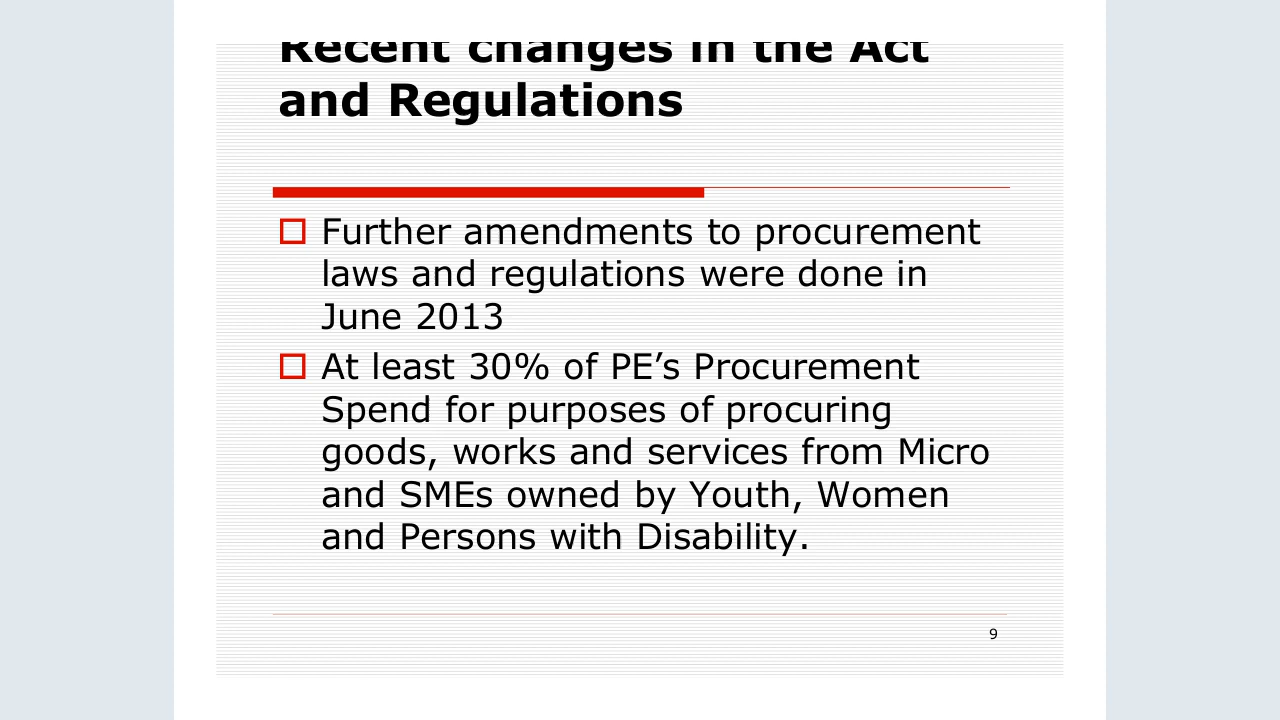 Recent changes in the Act
and Regulations
Further amendments to procurement
laws and regulations were done in
June 2013
At least 30% of PE’s Procurement
Spend for purposes of procuring
goods, works and services from Micro
and SMEs owned by Youth, Women
and Persons with Disability.
9